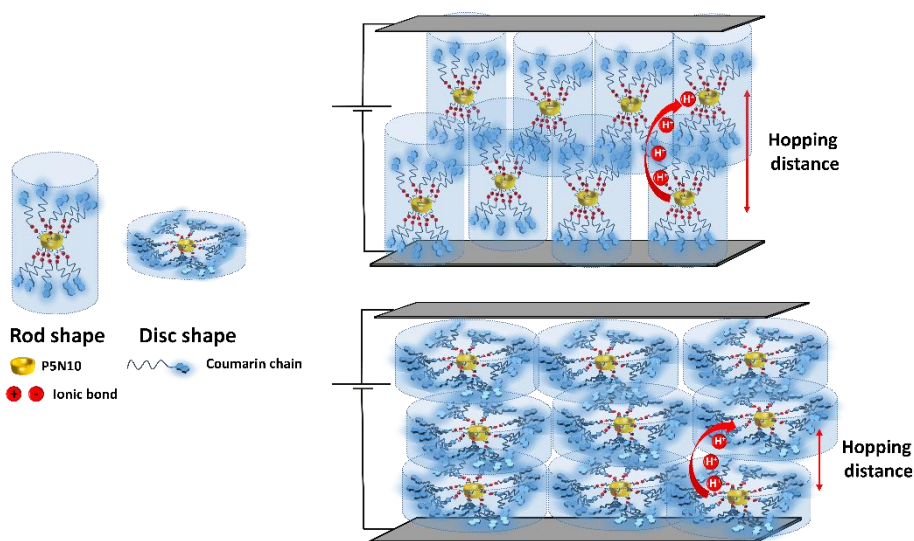 Rod shape
Disc shape
P5N10
Coumarin chain
+ - Ionic bond
Hopping
distance
H⁺
H⁺
H⁺
H⁺
Hopping
distance
H⁺
H⁺
H